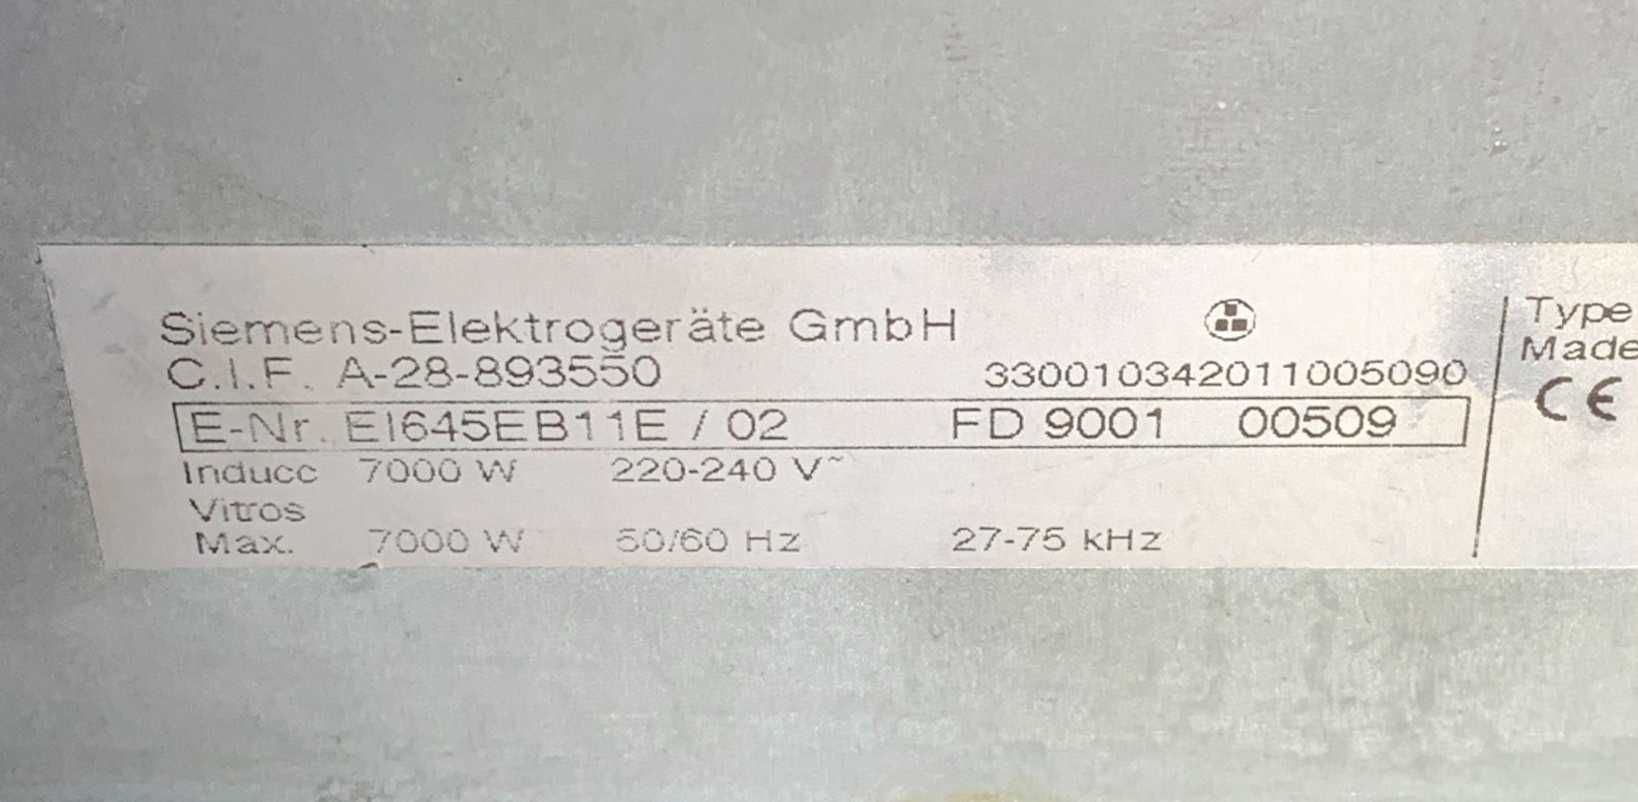 Siemens-Elektrogeräte GmbH
C.I.F. A-28-893550 330010342011005090
E-Nr. EI645EB11E / 02 FD 9001 00509
Inducc 7000 W 220-240 V~
Vitros
Max. 7000 W 50/60 Hz 27-75 kHz
Type
Made
CE